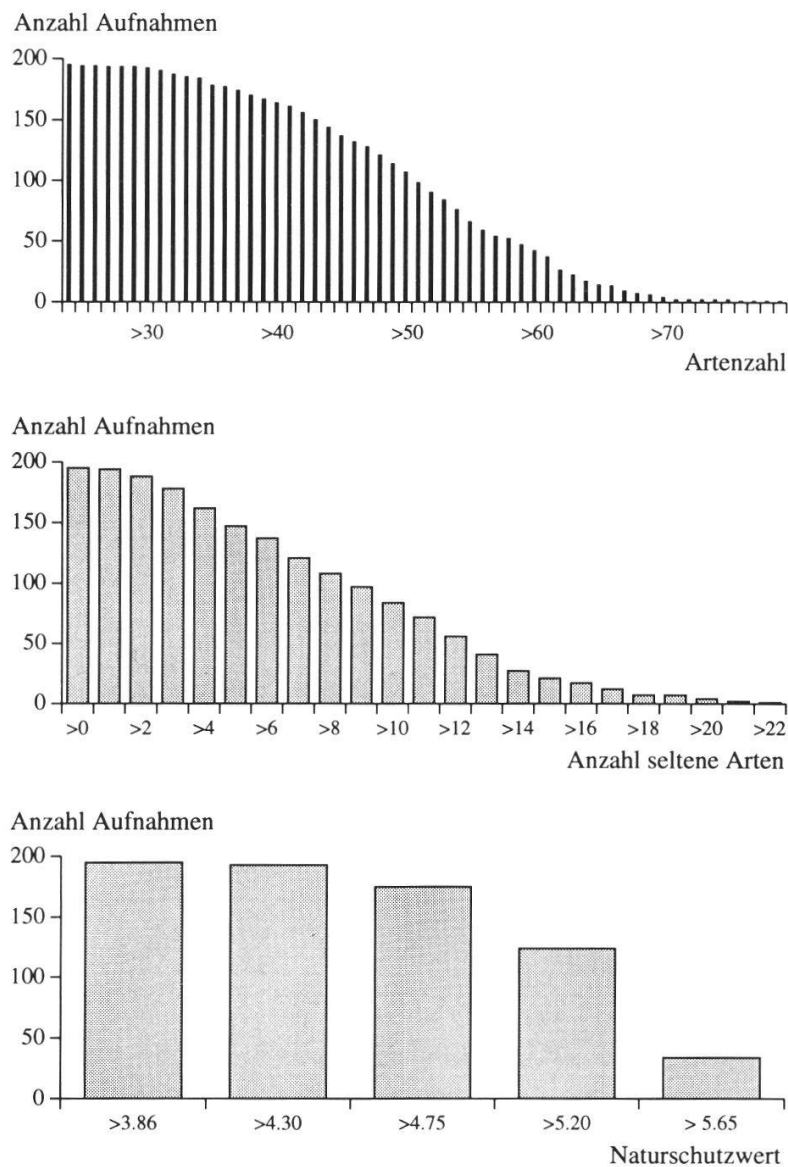 Anzahl Aufnahmen
200
150
100
50
0
>30 >40 >50 >60 >70
Artenzahl
Anzahl Aufnahmen
200
150
100
50
0
>0 >2 >4 >6 >8 >10 >12 >14 >16 >18 >20 >22
Anzahl seltene Arten
Anzahl Aufnahmen
200
150
100
50
0
>3.86 >4.30 >4.75 >5.20 > 5.65
Naturschutzwert